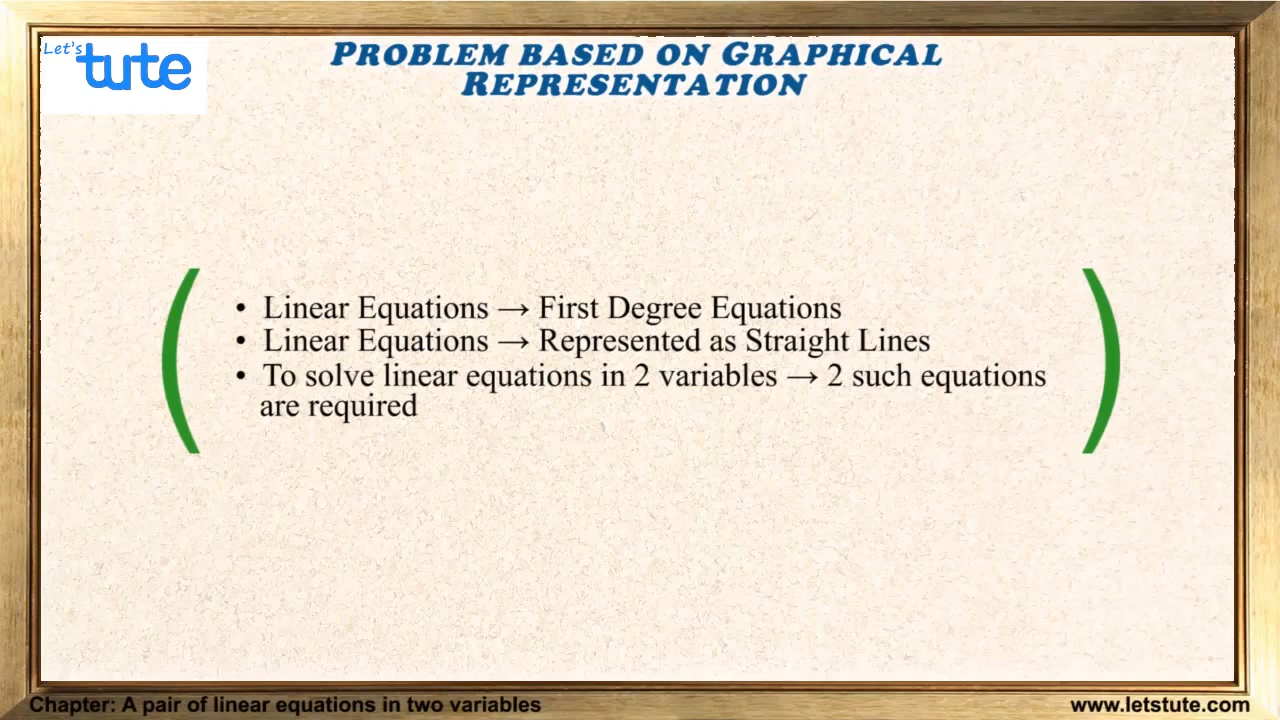 Let's
tute
PROBLEM BASED ON GRAPHICAL
REPRESENTATION
• Linear Equations → First Degree Equations
• Linear Equations → Represented as Straight Lines
• To solve linear equations in 2 variables → 2 such equations
are required
Chapter: A pair of linear equations in two variables
www.letstute.com